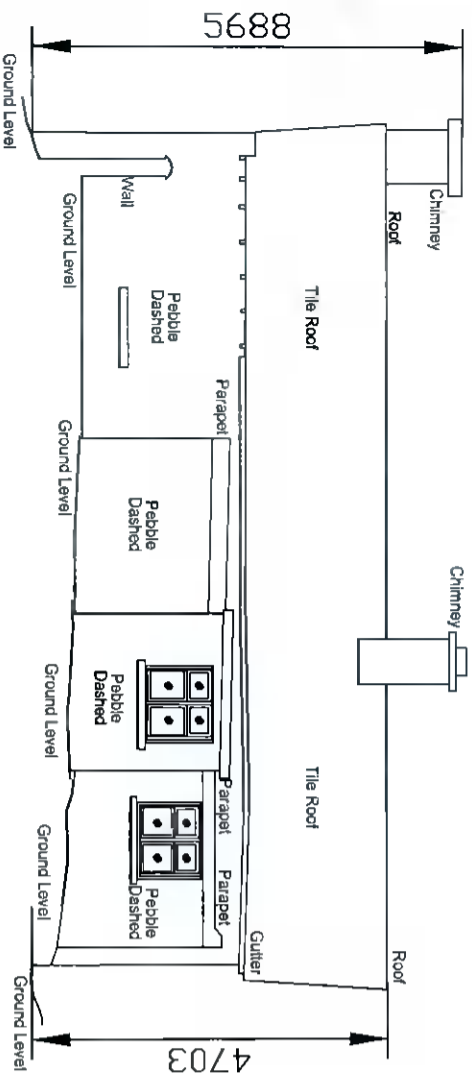 Chimney
Chimney
Roof
Roof
5688
4703
Tile Roof
Tile Roof
Gutter
Parapet
Parapet
Parapet
Pebble
Dashed
Pebble
Dashed
Pebble
Dashed
Pebble
Dashed
Wall
Ground Level
Ground Level
Ground Level
Ground Level
Ground Level
Ground Level